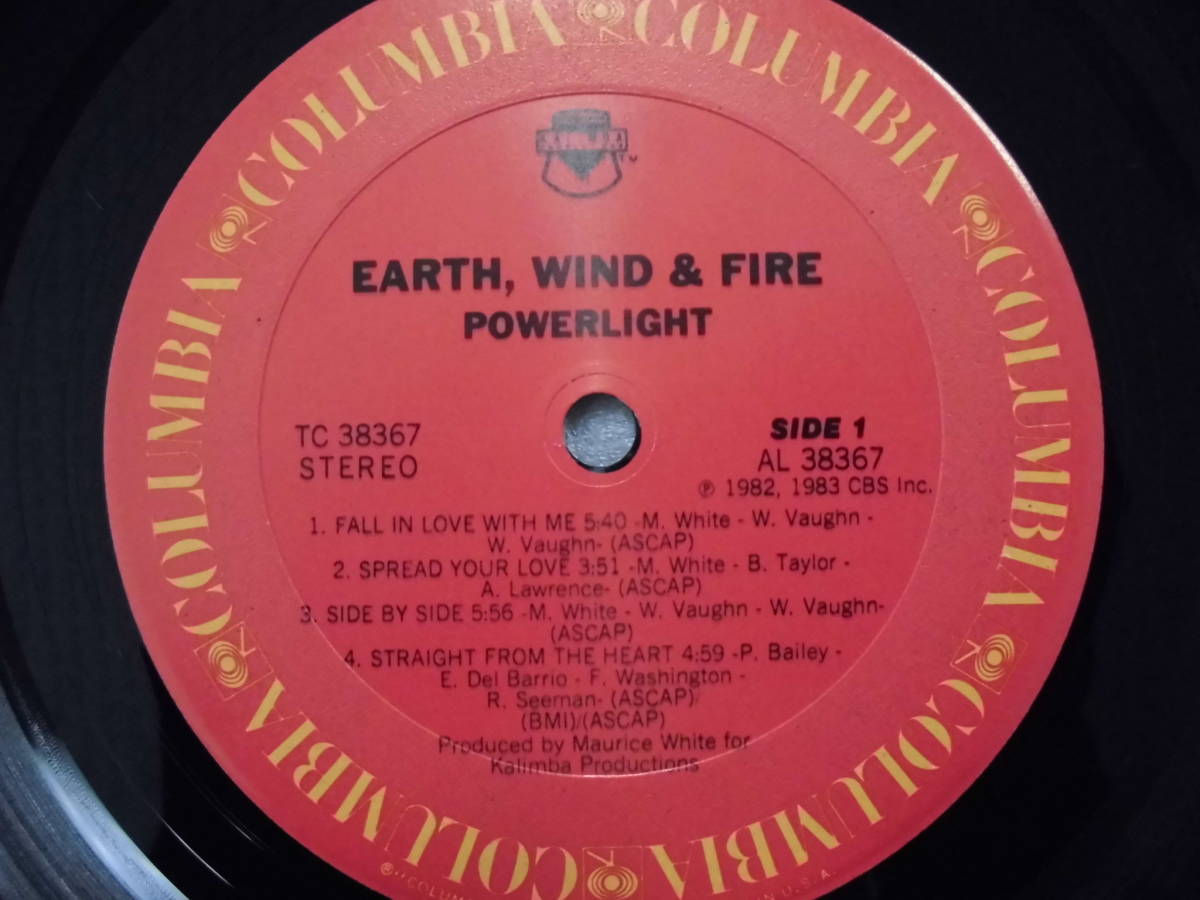 COLUMBIA COLUMBIA COLUMBIA COLUMBIA COLUMBIA COLUMBIA COLUMBIA COLUMBIA
EARTH, WIND & FIRE
POWERLIGHT
TC 38367
STEREO
SIDE 1
AL 38367
℗ 1982, 1983 CBS Inc.
1. FALL IN LOVE WITH ME 5:40 -M. White - W. Vaughn -
W. Vaughn- (ASCAP)
2. SPREAD YOUR LOVE 3:51 -M. White - B. Taylor -
A. Lawrence- (ASCAP)
3. SIDE BY SIDE 5:56 -M. White - W. Vaughn - W. Vaughn-
(ASCAP)
4. STRAIGHT FROM THE HEART 4:59 -P. Bailey -
E. Del Barrio - F. Washington -
R. Seeman- (ASCAP)/
(BMI)/(ASCAP)
Produced by Maurice White for
Kalimba Productions
® "COLUM
IN U.S.A.